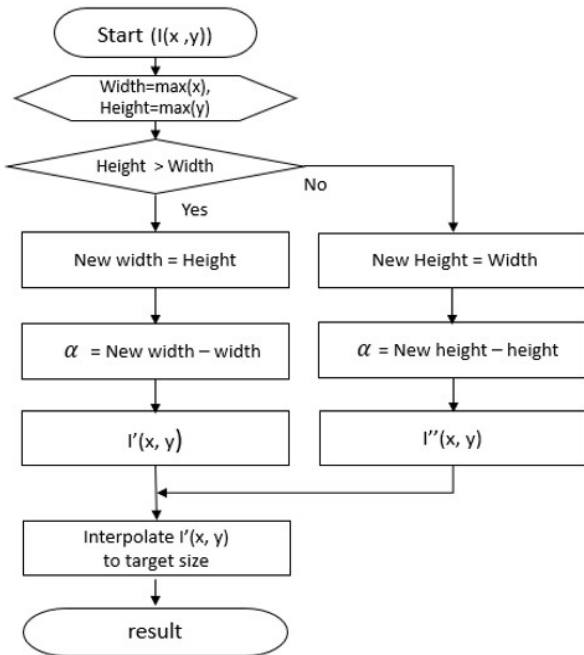 Start (I(x ,y))
Width=max(x),
Height=max(y)
Height > Width
No
Yes
New width = Height
New Height = Width
α = New width – width
α = New height – height
I’(x, y)
I’’(x, y)
Interpolate I’(x, y)
to target size
result